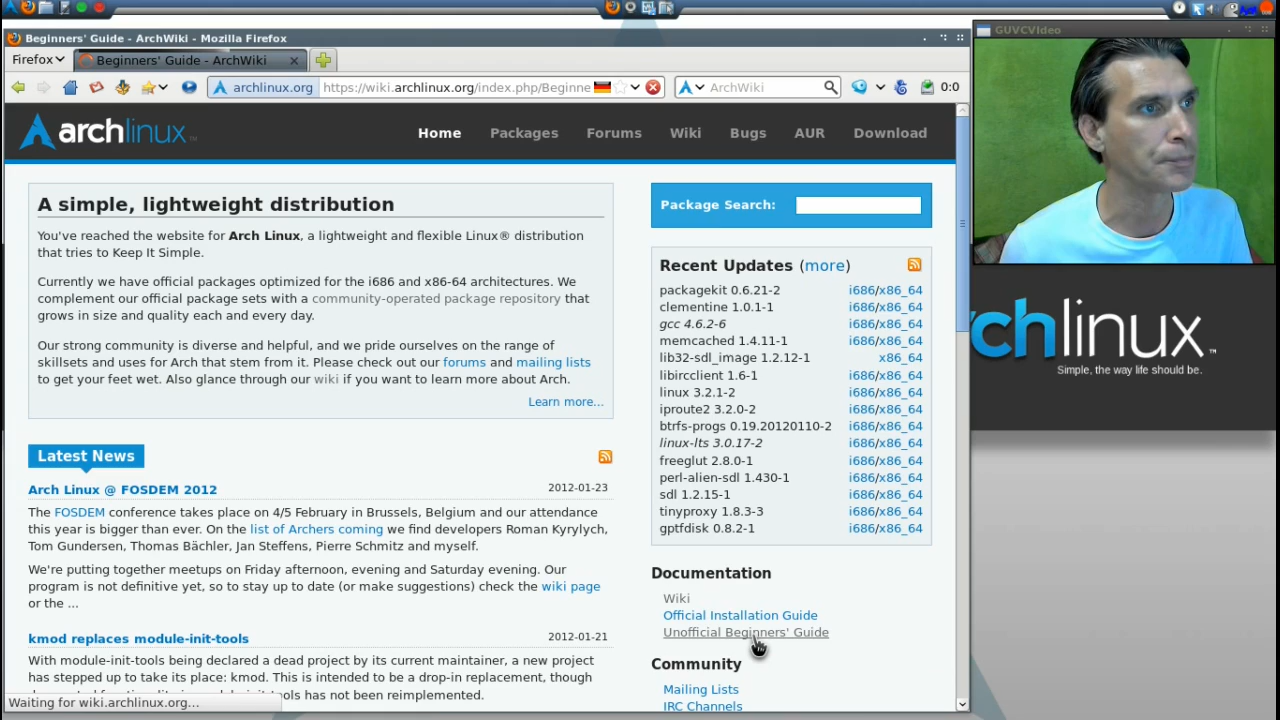 Beginners' Guide - ArchWiki - Mozilla Firefox
Firefox
Beginners' Guide - ArchWiki
archlinux.org
https://wiki.archlinux.org/index.php/Beginne
ArchWiki
0:0
GUVCVideo
archlinux™
Home
Packages
Forums
Wiki
Bugs
AUR
Download
A simple, lightweight distribution
You've reached the website for Arch Linux, a lightweight and flexible Linux® distribution
that tries to Keep It Simple.
Currently we have official packages optimized for the i686 and x86-64 architectures. We
complement our official package sets with a community-operated package repository that
grows in size and quality each and every day.
Our strong community is diverse and helpful, and we pride ourselves on the range of
skillsets and uses for Arch that stem from it. Please check out our forums and mailing lists
to get your feet wet. Also glance through our wiki if you want to learn more about Arch.
Learn more...
Latest News
Arch Linux @ FOSDEM 2012
2012-01-23
The FOSDEM conference takes place on 4/5 February in Brussels, Belgium and our attendance
this year is bigger than ever. On the list of Archers coming we find developers Roman Kyrylych,
Tom Gundersen, Thomas Bächler, Jan Steffens, Pierre Schmitz and myself.
We're putting together meetups on Friday afternoon, evening and Saturday evening. Our
program is not definitive yet, so to stay up to date (or make suggestions) check the wiki page
or the ...
kmod replaces module-init-tools
2012-01-21
With module-init-tools being declared a dead project by its current maintainer, a new project
has stepped up to take its place: kmod. This is intended to be a drop-in replacement, though
tools has not been reimplemented.
Waiting for wiki.archlinux.org...
Package Search:
Recent Updates (more)
packagekit 0.6.21-2 i686/x86_64
clementine 1.0.1-1 i686/x86_64
gcc 4.6.2-6 i686/x86_64
memcached 1.4.11-1 i686/x86_64
lib32-sdl_image 1.2.12-1 x86_64
libircclient 1.6-1 i686/x86_64
linux 3.2.1-2 i686/x86_64
iproute2 3.2.0-2 i686/x86_64
btrfs-progs 0.19.20120110-2 i686/x86_64
linux-lts 3.0.17-2 i686/x86_64
freeglut 2.8.0-1 i686/x86_64
perl-alien-sdl 1.430-1 i686/x86_64
sdl 1.2.15-1 i686/x86_64
tinyproxy 1.8.3-3 i686/x86_64
gptfdisk 0.8.2-1 i686/x86_64
Documentation
Wiki
Official Installation Guide
Unofficial Beginners' Guide
Community
Mailing Lists
IRC Channels
chlinux™
Simple, the way life should be.